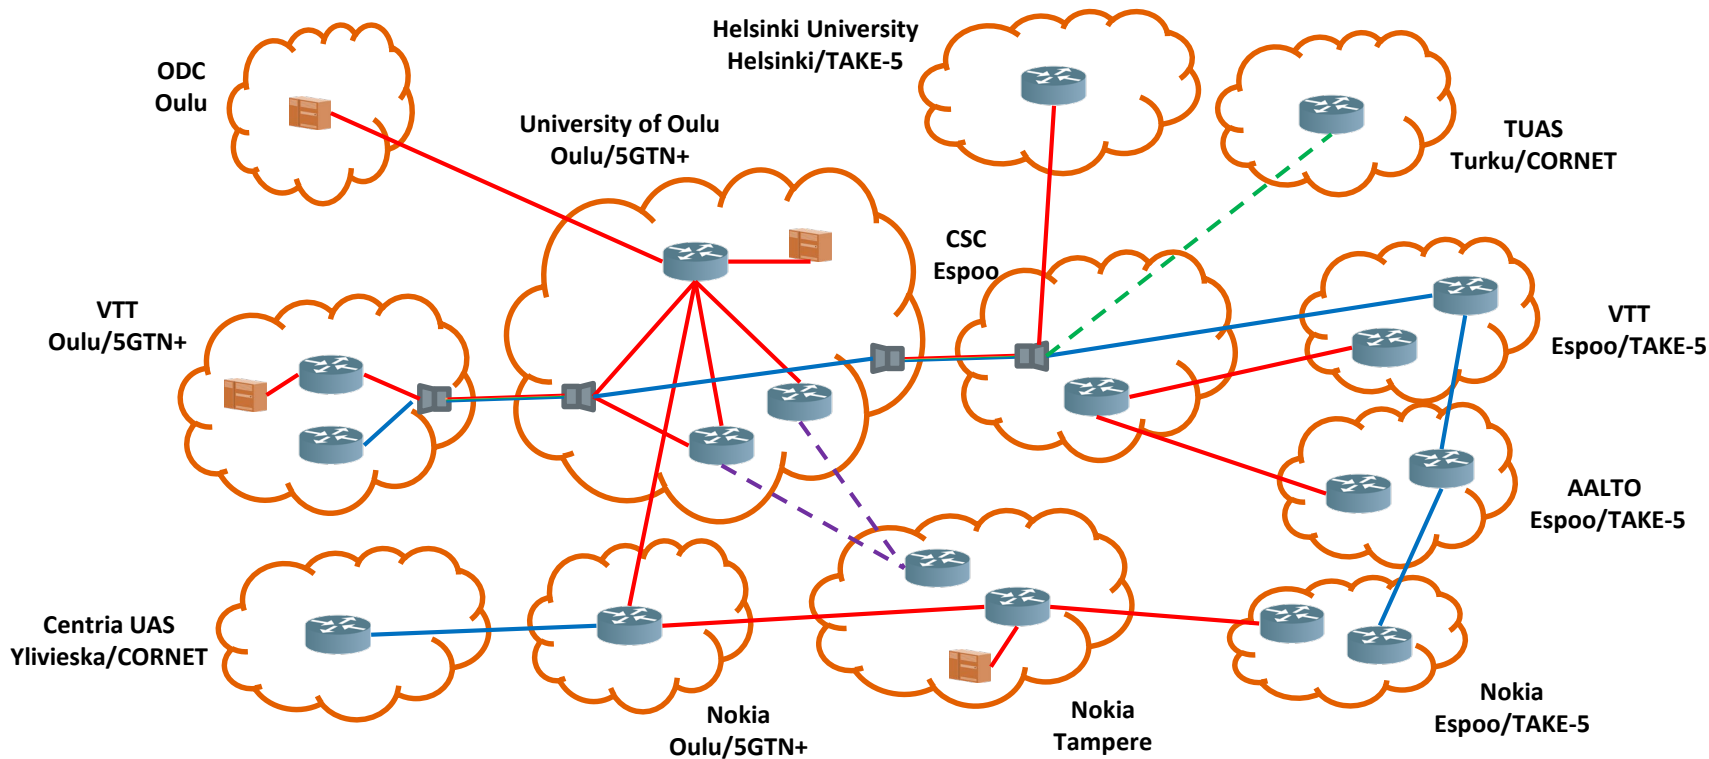 Helsinki University
Helsinki/TAKE-5
ODC
Oulu
University of Oulu
Oulu/5GTN+
TUAS
Turku/CORNET
CSC
Espoo
VTT
Oulu/5GTN+
VTT
Espoo/TAKE-5
AALTO
Espoo/TAKE-5
Centria UAS
Ylivieska/CORNET
Nokia
Oulu/5GTN+
Nokia
Tampere
Nokia
Espoo/TAKE-5